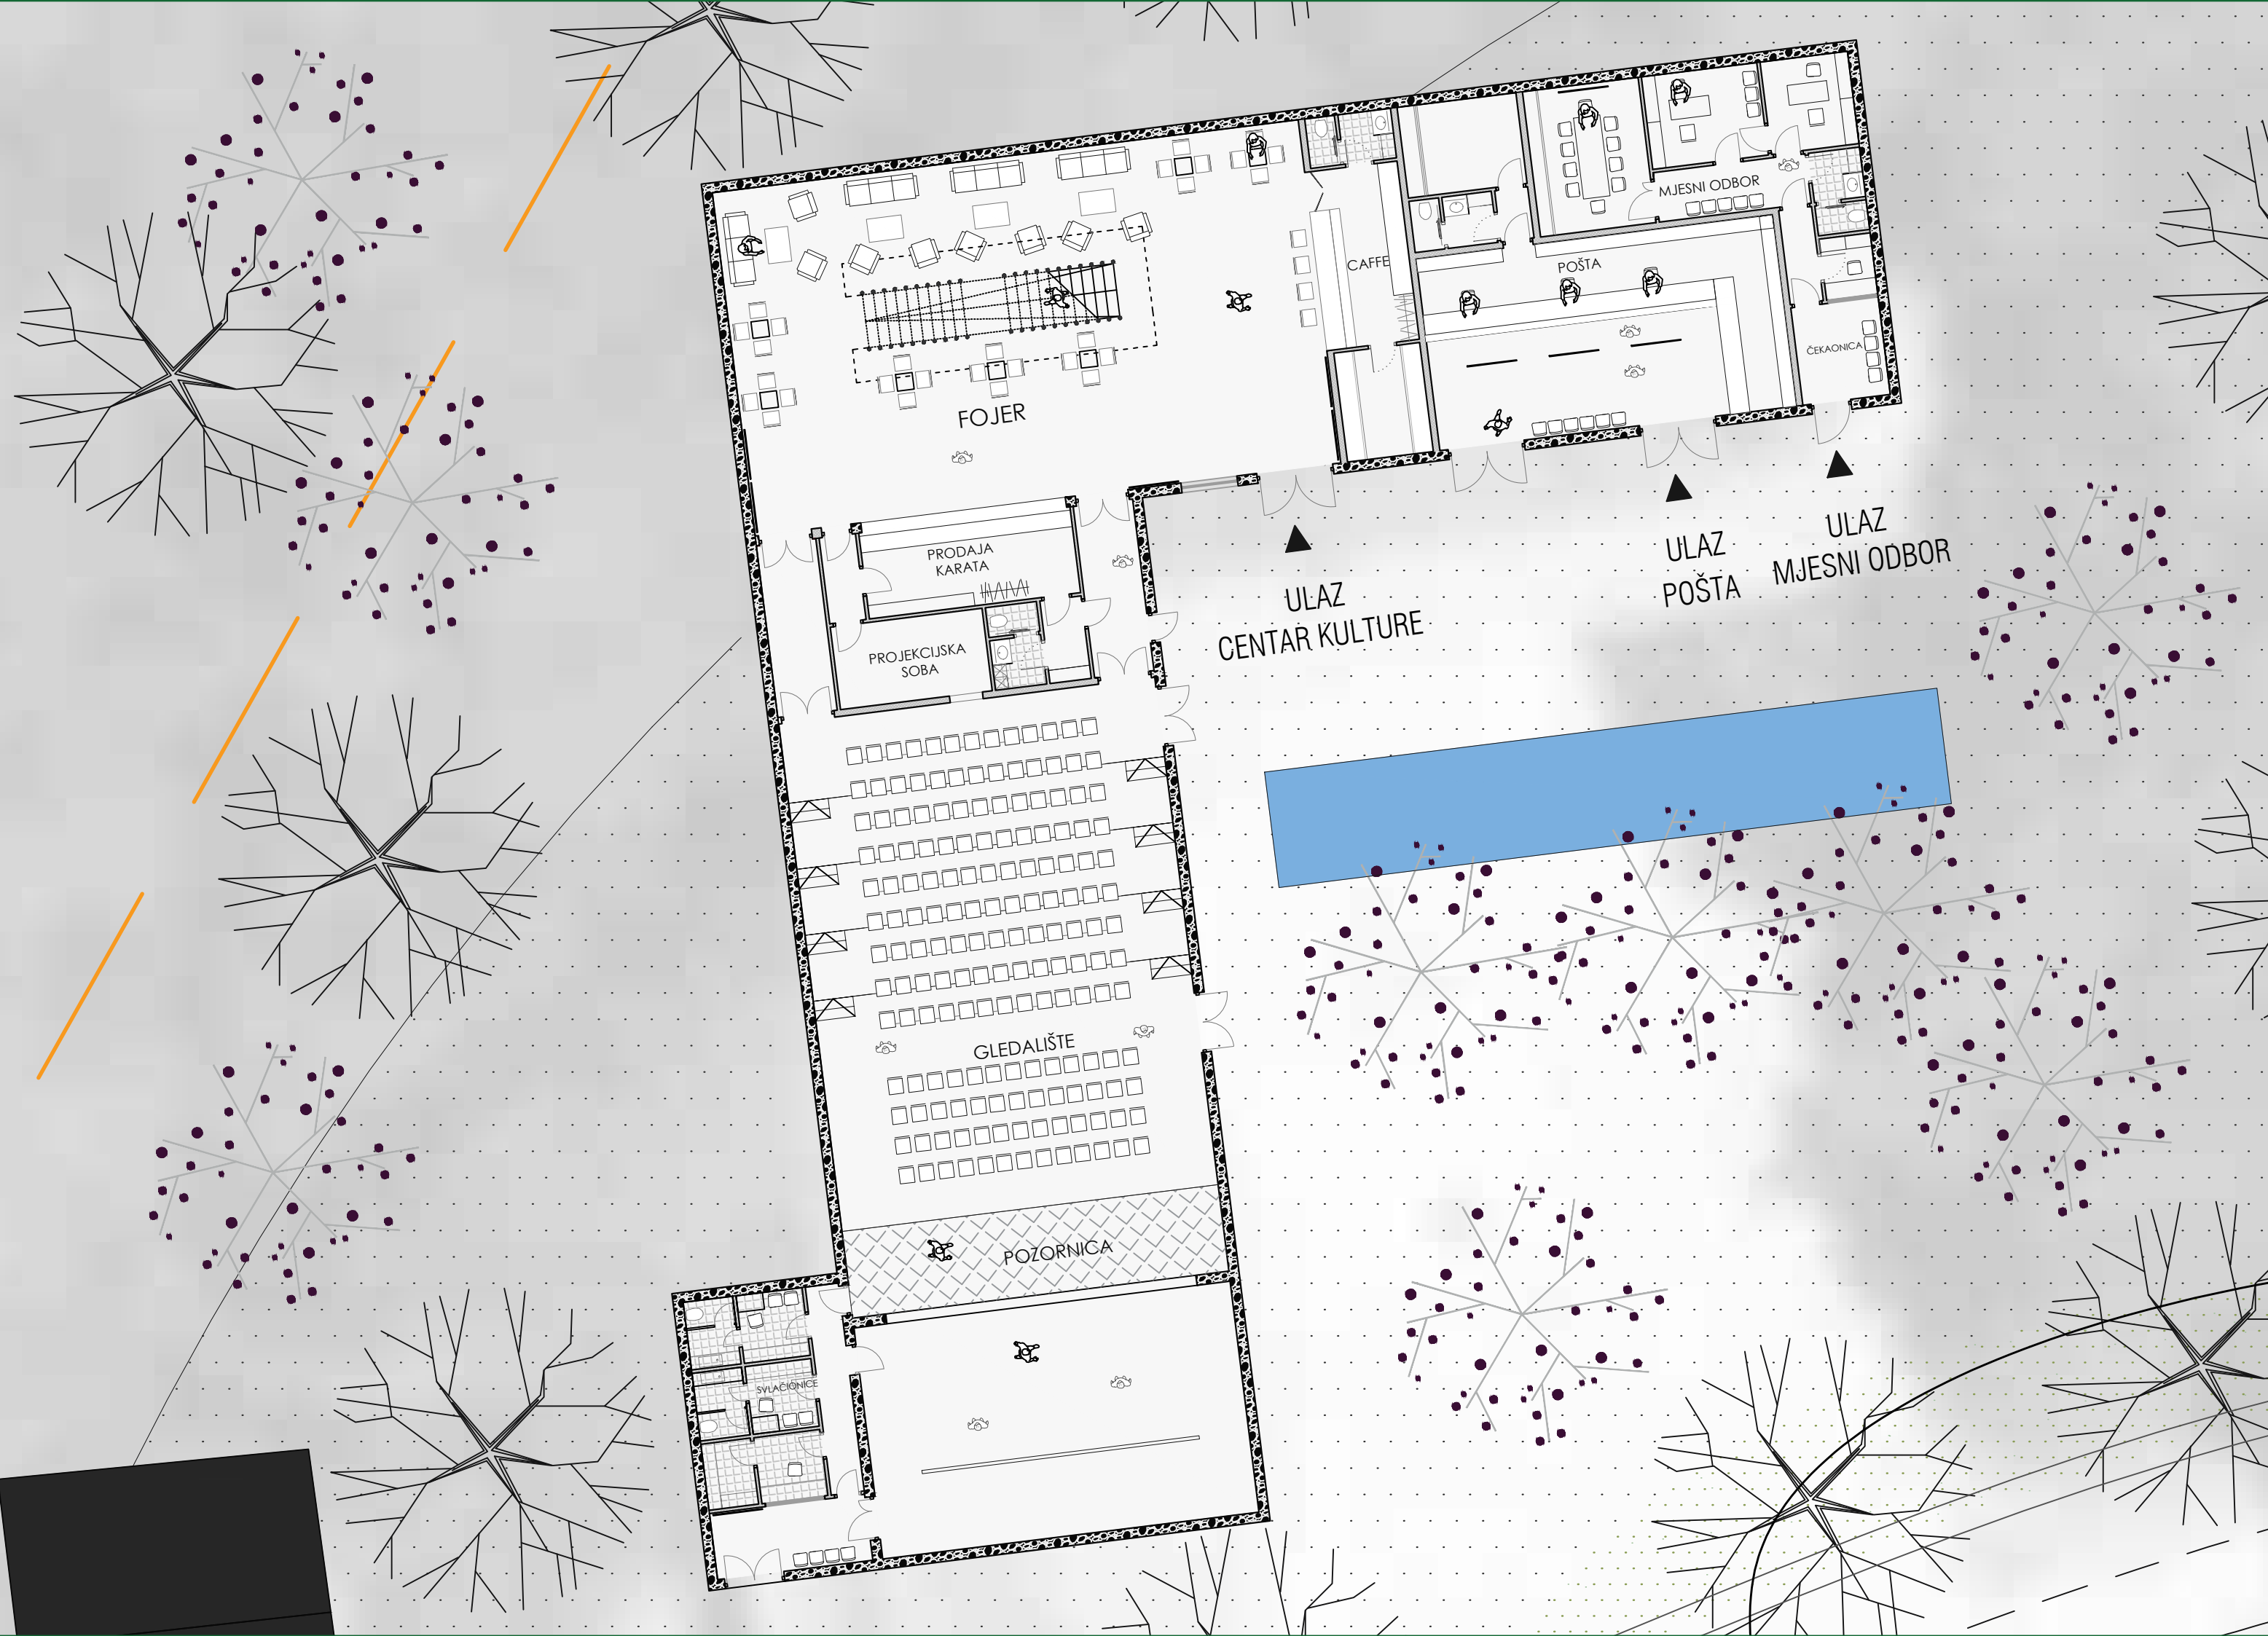 MJESNI ODBOR
CAFFE
POŠTA
ČEKAONICA
FOJER
PRODAJA
KARATA
PROJEKCIJSKA
SOBA
ULAZ
CENTAR KULTURE
ULAZ
POŠTA
ULAZ
MJESNI ODBOR
GLEDALIŠTE
POZORNICA
SVLAČIONICE